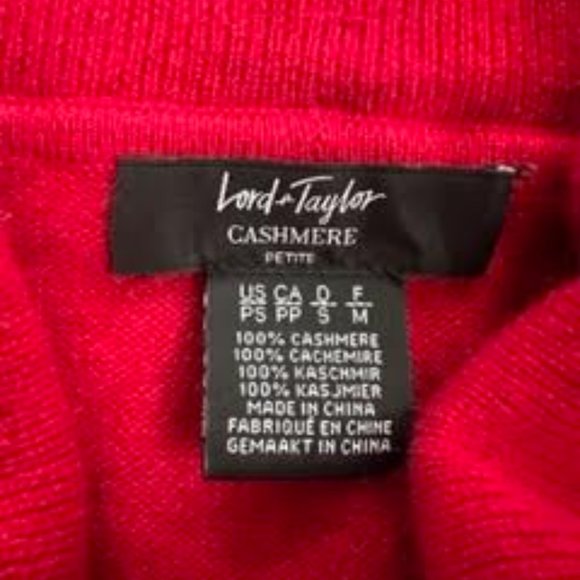 Lord & Taylor
CASHMERE
PETITE
US CA D F
PS PP S M
100% CASHMERE
100% CACHEMIRE
100% KASCHMIR
100% KASJMIER
MADE IN CHINA
FABRIQUÉ EN CHINE
GEMAAKT IN CHINA